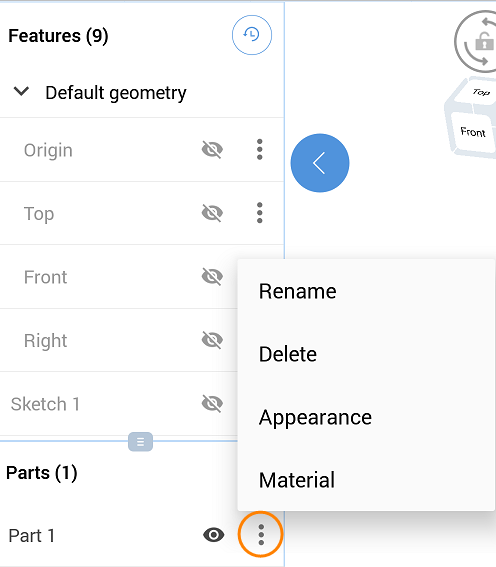 Features (9)
Default geometry
Origin
Top
Front
Right
Sketch 1
Parts (1)
Part 1
Top
Front
Rename
Delete
Appearance
Material